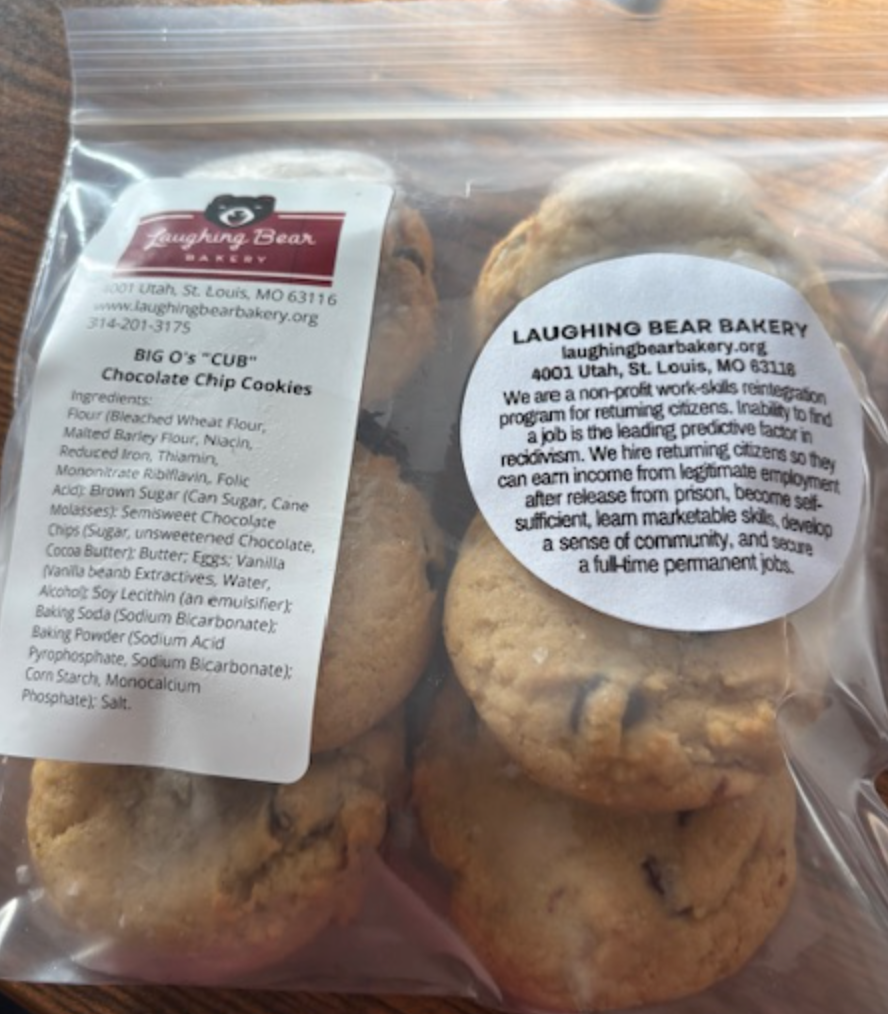 Laughing Bear
BAKERY
4001 Utah, St. Louis, MO 63116
www.laughingbearbakery.org
314-201-3175
BIG O's "CUB"
Chocolate Chip Cookies
Ingredients:
Flour (Bleached Wheat Flour,
Malted Barley Flour, Niacin,
Reduced Iron, Thiamin,
Mononitrate Ribiflavin, Folic
Acid); Brown Sugar (Can Sugar, Cane
Molasses); Semisweet Chocolate
Chips (Sugar, unsweetened Chocolate,
Cocoa Butter); Butter; Eggs; Vanilla
(Vanilla beanb Extractives, Water,
Alcohol); Soy Lecithin (an emulsifier);
Baking Soda (Sodium Bicarbonate);
Baking Powder (Sodium Acid
Pyrophosphate, Sodium Bicarbonate);
Corn Starch, Monocalcium
Phosphate); Salt.
LAUGHING BEAR BAKERY
laughingbearbakery.org
4001 Utah, St. Louis, MO 63116
We are a non-profit work-skills reintegration
program for returning citizens. Inability to find
a job is the leading predictive factor in
recidivism. We hire returning citizens so they
can earn income from legitimate employment
after release from prison, become self-
sufficient, learn marketable skills, develop
a sense of community, and secure
a full-time permanent jobs.